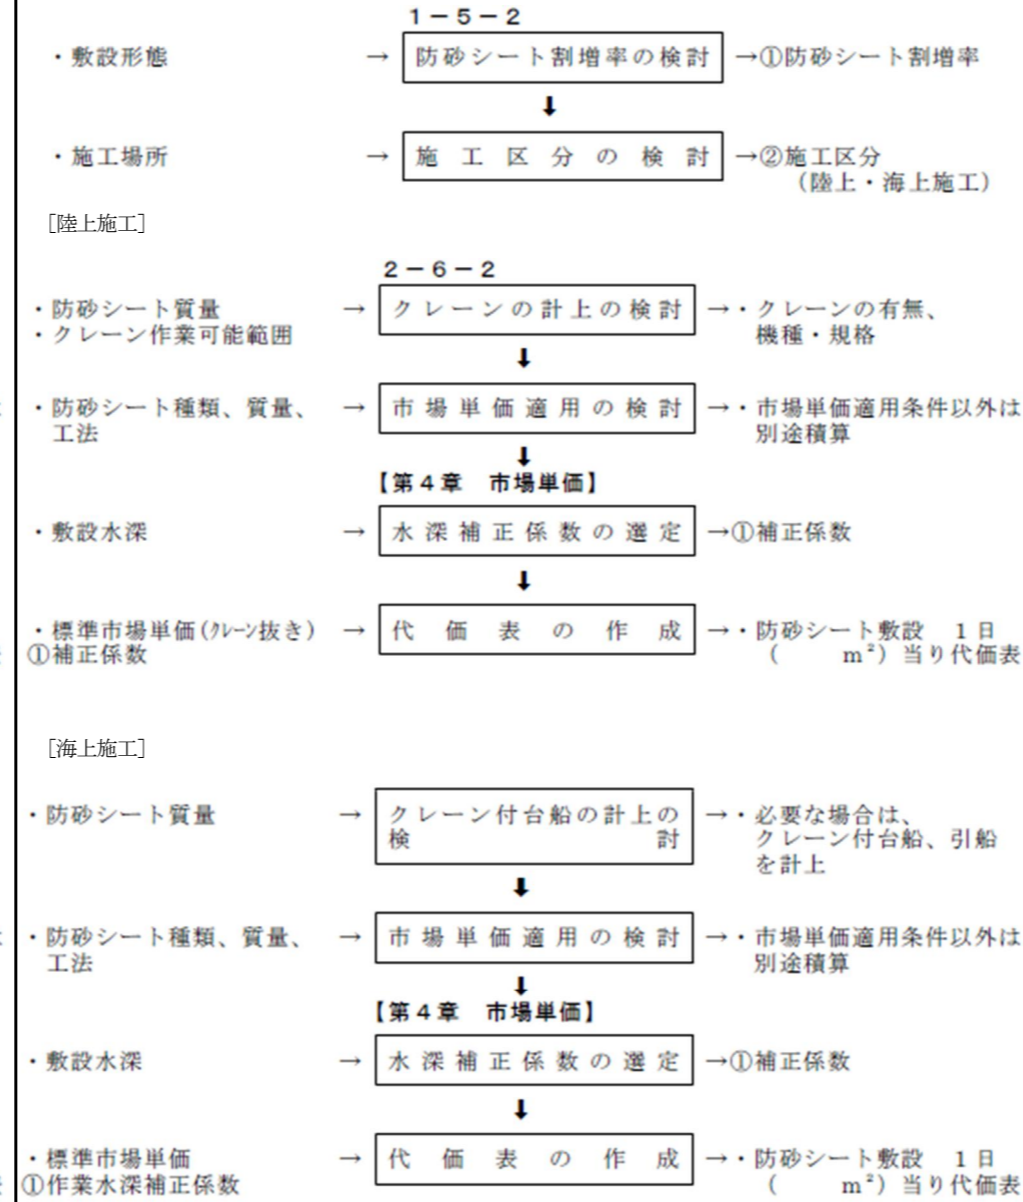 1－5－2
・敷設形態 → 防砂シート割増率の検討 →①防砂シート割増率
⬇
・施工場所 → 施工区分の検討 →②施工区分
（陸上・海上施工）
［陸上施工］
2－6－2
・防砂シート質量 → クレーンの計上の検討 →・クレーンの有無、
・クレーン作業可能範囲 機種・規格
⬇
・防砂シート種類、質量、 → 市場単価適用の検討 →・市場単価適用条件以外は
工法 別途積算
⬇
【第4章　市場単価】
・敷設水深 → 水深補正係数の選定 →①補正係数
⬇
・標準市場単価(ｸﾚｰﾝ抜き) → 代価表の作成 →・防砂シート敷設　1日
①補正係数 (　　m²) 当り代価表
［海上施工］
・防砂シート質量 → クレーン付台船の計上の →・必要な場合は、
検討 クレーン付台船、引船
を計上
⬇
・防砂シート種類、質量、 → 市場単価適用の検討 →・市場単価適用条件以外は
工法 別途積算
⬇
【第4章　市場単価】
・敷設水深 → 水深補正係数の選定 →①補正係数
⬇
・標準市場単価 → 代価表の作成 →・防砂シート敷設　1日
①作業水深補正係数 (　　m²) 当り代価表